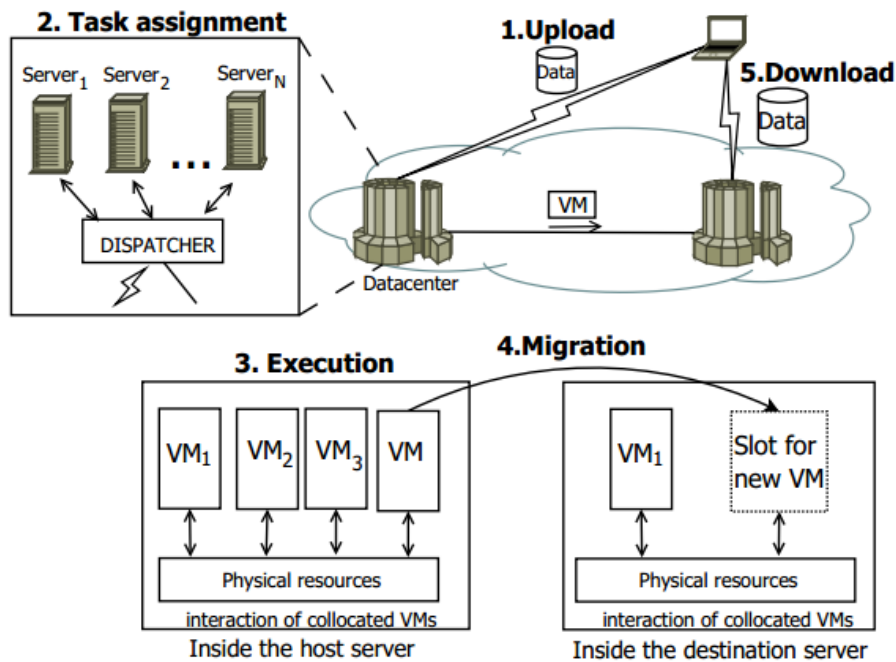 2. Task assignment
Server1
Server2
ServerN
...
DISPATCHER
1.Upload
Data
5.Download
Data
VM
Datacenter
3. Execution
4.Migration
VM1
VM2
VM3
VM
Physical resources
interaction of collocated VMs
Inside the host server
VM1
Slot for
new VM
Physical resources
interaction of collocated VMs
Inside the destination server